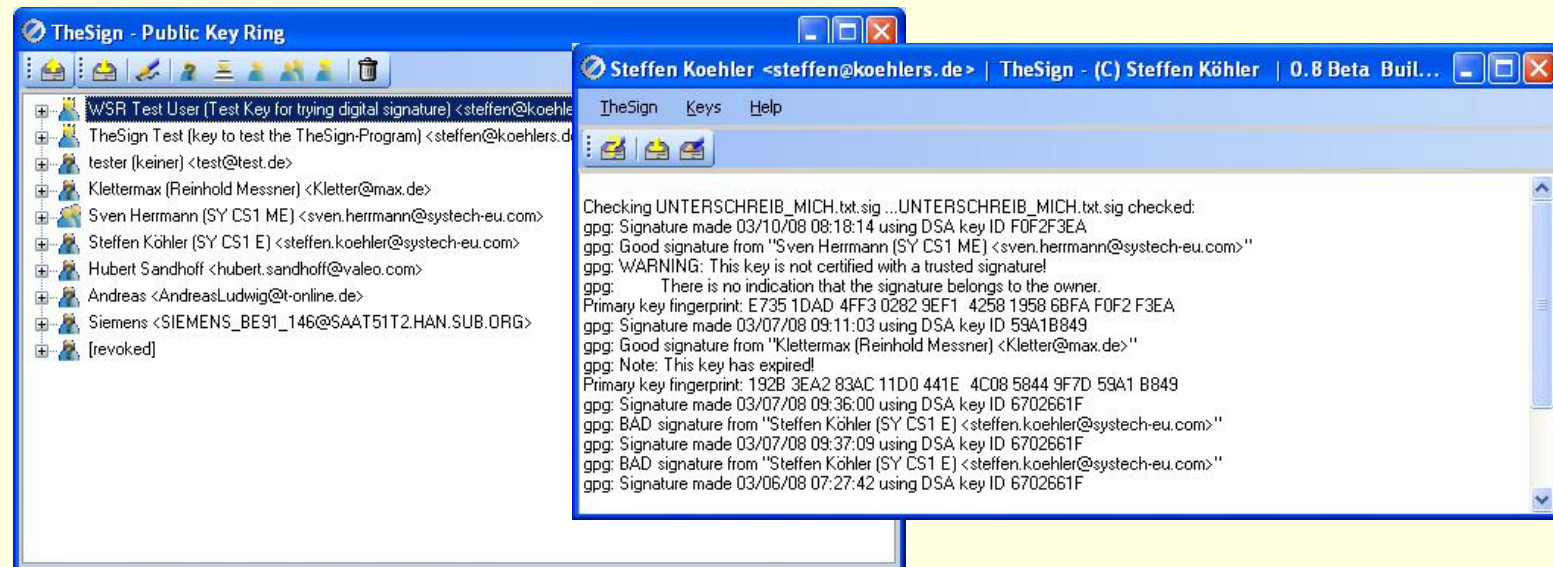 TheSign - Public Key Ring
WSR Test User (Test Key for trying digital signature) <steffen@koehle
TheSign Test (key to test the TheSign-Program) <steffen@koehlers.d
tester (keiner) <test@test.de>
Klettermax (Reinhold Messner) <Kletter@max.de>
Sven Herrmann (SY CS1 ME) <sven.herrmann@systech-eu.com>
Steffen Köhler (SY CS1 E) <steffen.koehler@systech-eu.com>
Hubert Sandhoff <hubert.sandhoff@valeo.com>
Andreas <AndreasLudwig@t-online.de>
Siemens <SIEMENS_BE91_146@SAAT51T2.HAN.SUB.ORG>
[revoked]
Steffen Koehler <steffen@koehlers.de> | TheSign - (C) Steffen Köhler | 0.8 Beta Buil...
TheSign Keys Help
Checking UNTERSCHREIB_MICH.txt.sig ...UNTERSCHREIB_MICH.txt.sig checked:
gpg: Signature made 03/10/08 08:18:14 using DSA key ID F0F2F3EA
gpg: Good signature from "Sven Herrmann (SY CS1 ME) <sven.herrmann@systech-eu.com>"
gpg: WARNING: This key is not certified with a trusted signature!
gpg: There is no indication that the signature belongs to the owner.
Primary key fingerprint: E735 1DAD 4FF3 0282 9EF1 4258 1958 6BFA F0F2 F3EA
gpg: Signature made 03/07/08 09:11:03 using DSA key ID 59A1B849
gpg: Good signature from "Klettermax (Reinhold Messner) <Kletter@max.de>"
gpg: Note: This key has expired!
Primary key fingerprint: 192B 3EA2 83AC 11D0 441E 4C08 5844 9F7D 59A1 B849
gpg: Signature made 03/07/08 09:36:00 using DSA key ID 6702661F
gpg: BAD signature from "Steffen Köhler (SY CS1 E) <steffen.koehler@systech-eu.com>"
gpg: Signature made 03/07/08 09:37:09 using DSA key ID 6702661F
gpg: BAD signature from "Steffen Köhler (SY CS1 E) <steffen.koehler@systech-eu.com>"
gpg: Signature made 03/06/08 07:27:42 using DSA key ID 6702661F